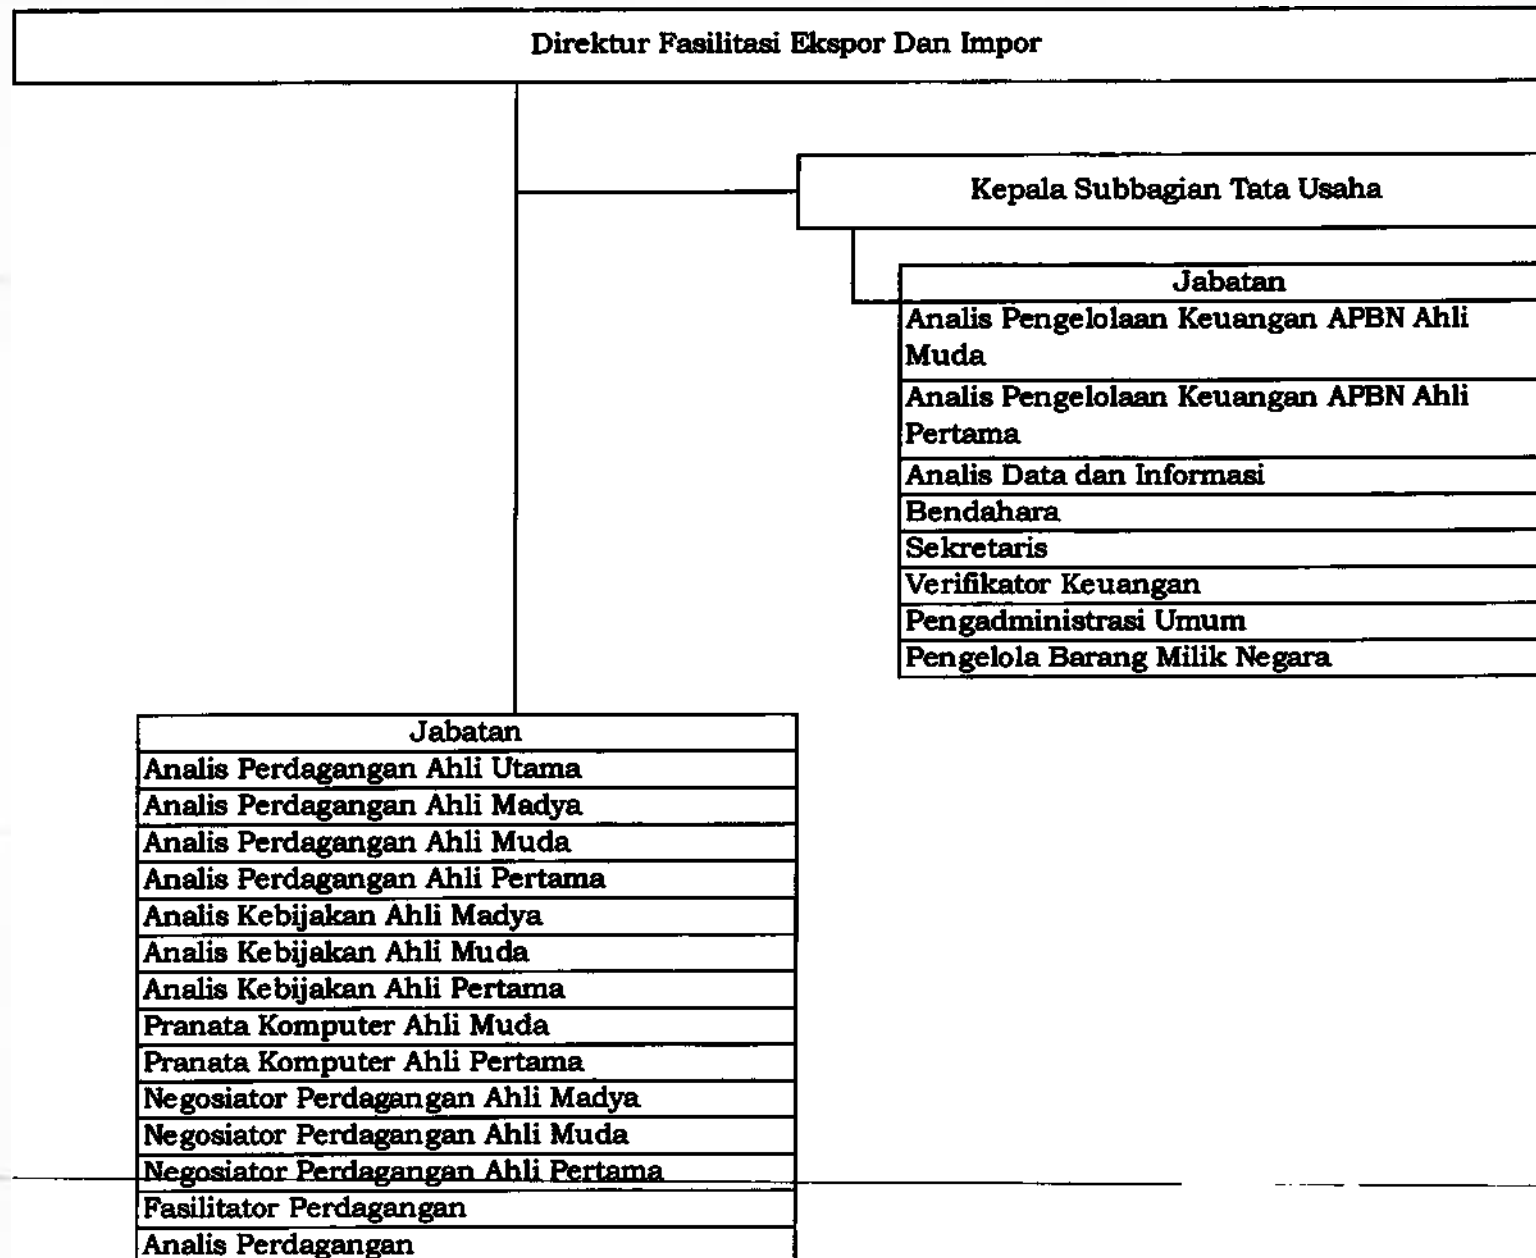 Direktur Fasilitasi Ekspor Dan Impor
Kepala Subbagian Tata Usaha
Jabatan
Analis Pengelolaan Keuangan APBN Ahli
Muda
Analis Pengelolaan Keuangan APBN Ahli
Pertama
Analis Data dan Informasi
Bendahara
Sekretaris
Verifikator Keuangan
Pengadministrasi Umum
Pengelola Barang Milik Negara
Jabatan
Analis Perdagangan Ahli Utama
Analis Perdagangan Ahli Madya
Analis Perdagangan Ahli Muda
Analis Perdagangan Ahli Pertama
Analis Kebijakan Ahli Madya
Analis Kebijakan Ahli Muda
Analis Kebijakan Ahli Pertama
Pranata Komputer Ahli Muda
Pranata Komputer Ahli Pertama
Negosiator Perdagangan Ahli Madya
Negosiator Perdagangan Ahli Muda
Negosiator Perdagangan Ahli Pertama
Fasilitator Perdagangan
Analis Perdagangan